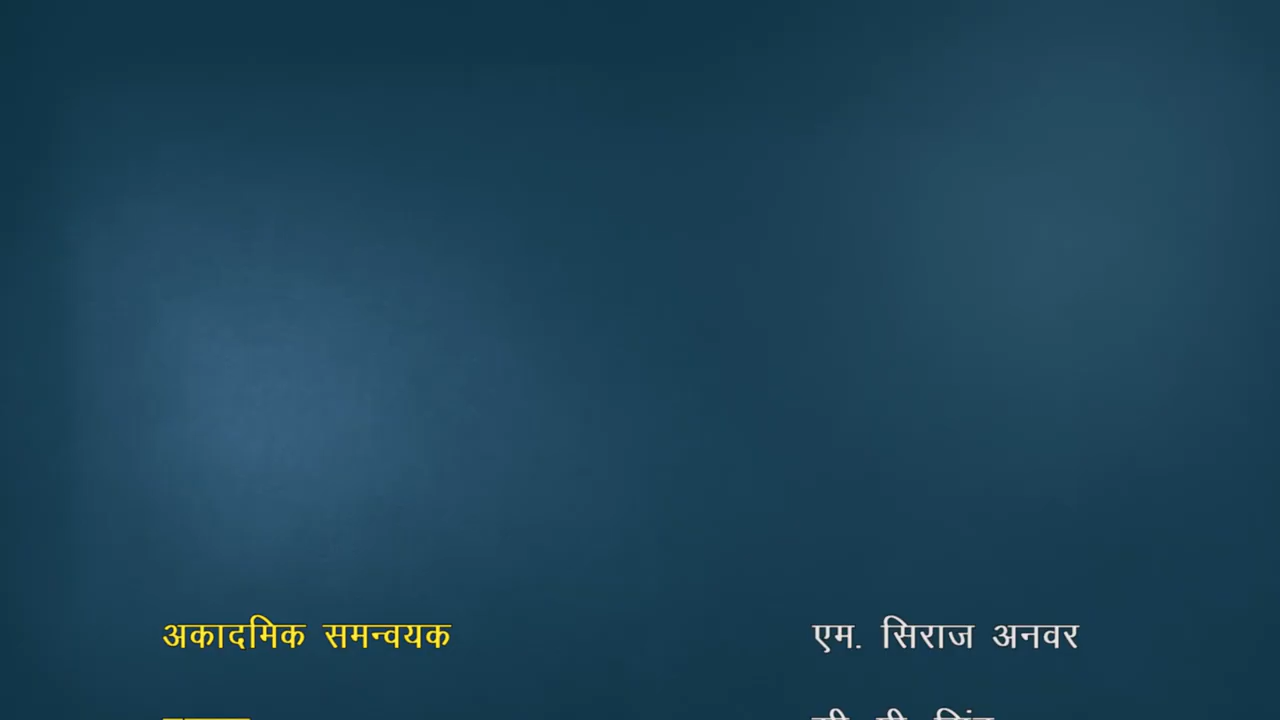 अकादमिक समन्वयक एम. सिराज अनवर